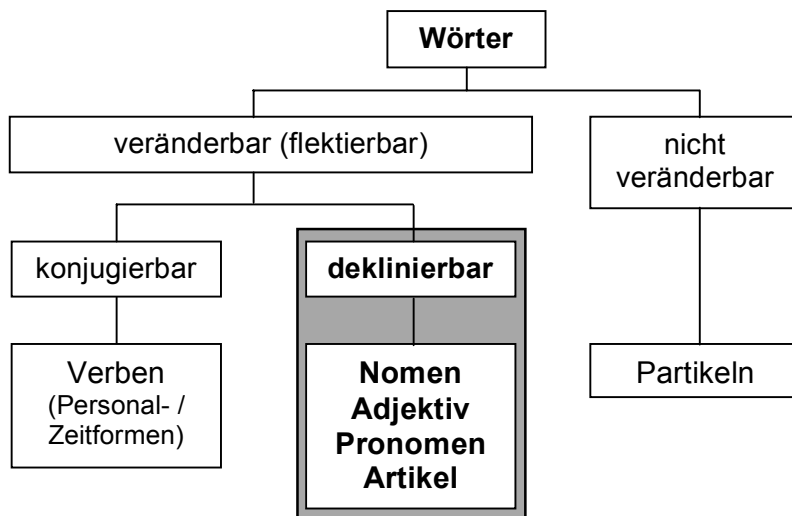 Wörter
veränderbar (flektierbar)
nicht
veränderbar
konjugierbar
deklinierbar
Verben
(Personal- /
Zeitformen)
Nomen
Adjektiv
Pronomen
Artikel
Partikeln